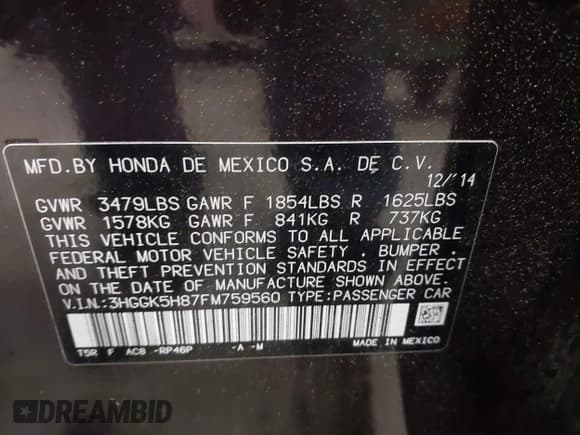 MFD.BY HONDA DE MEXICO S.A. DE C.V.
12/'14
GVWR 3479LBS GAWR F 1854LBS R 1625LBS
GVWR 1578KG GAWR F 841KG R 737KG
THIS VEHICLE CONFORMS TO ALL APPLICABLE
FEDERAL MOTOR VEHICLE SAFETY . BUMPER .
AND THEFT PREVENTION STANDARDS IN EFFECT
ON THE DATE OF MANUFACTURE SHOWN ABOVE.
V.I.N.:3HGGK5H87FM759560 TYPE:PASSENGER CAR
T5R F AC8 -RP46P -A -M
MADE IN MEXICO
DREAMBID